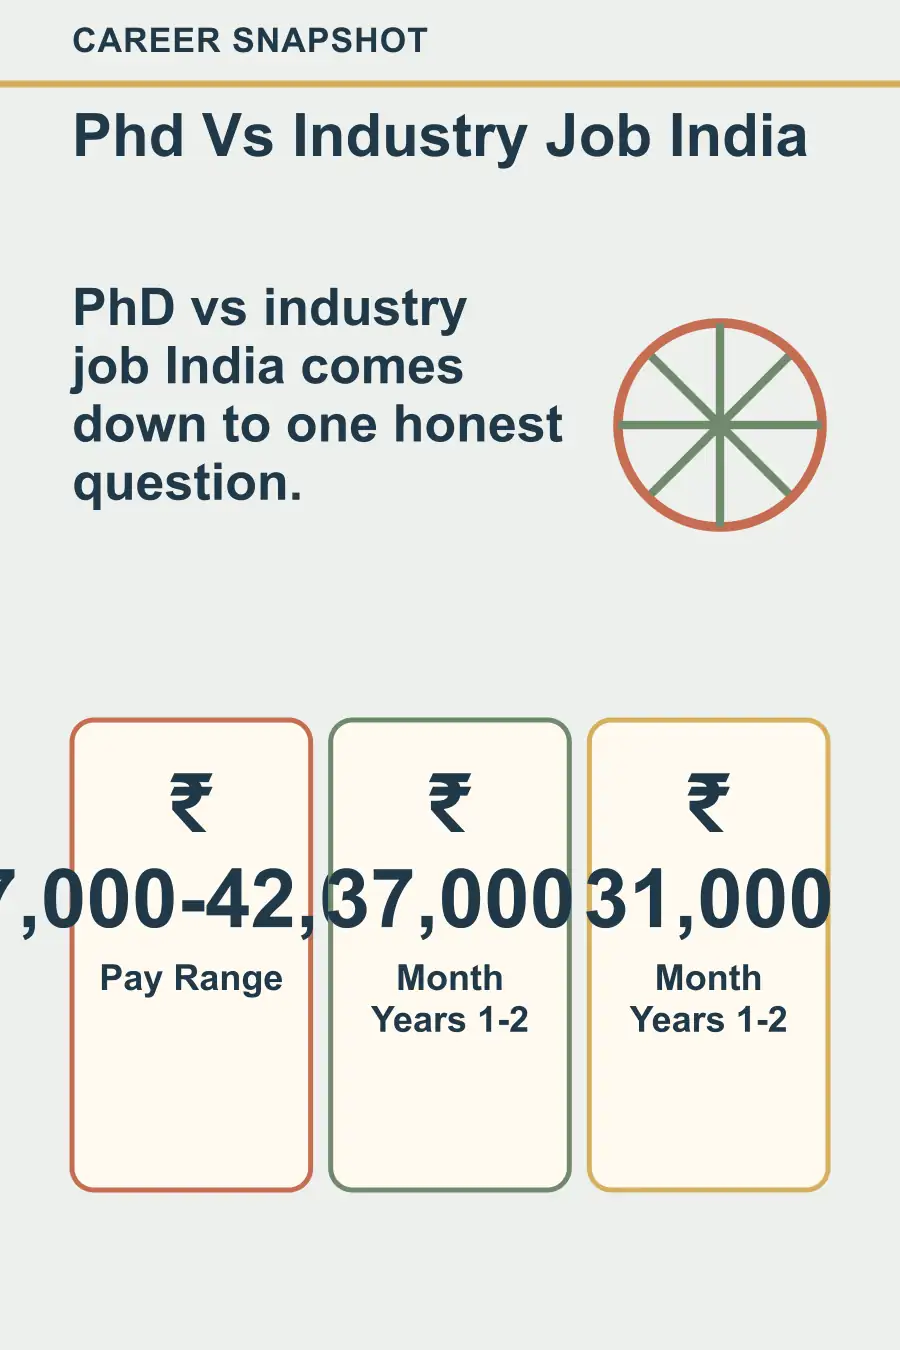 CAREER SNAPSHOT
Phd Vs Industry Job India
PhD vs industry
job India comes
down to one honest
question.
₹
7,000-42,
Pay Range
₹
37,000
Month
Years 1-2
₹
31,000
Month
Years 1-2